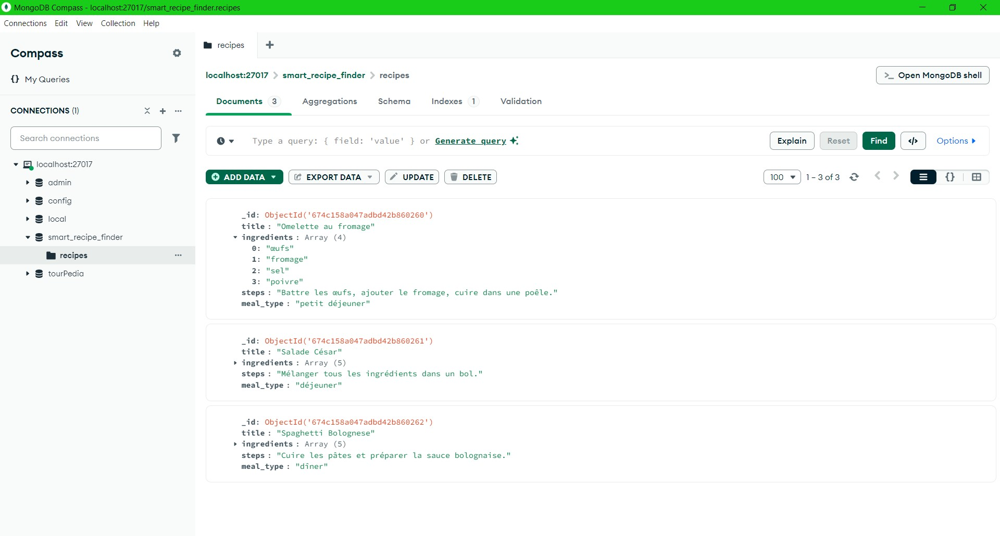 MongoDB Compass - localhost:27017/smart_recipe_finder.recipes
Connections Edit View Collection Help
Compass
{} My Queries
CONNECTIONS (1)
Search connections
localhost:27017
admin
config
local
smart_recipe_finder
recipes
tourPedia
recipes
localhost:27017 > smart_recipe_finder > recipes
>_ Open MongoDB shell
Documents 3 Aggregations Schema Indexes 1 Validation
Type a query: { field: 'value' } or Generate query
Explain Reset Find </> Options
ADD DATA EXPORT DATA UPDATE DELETE
100 1 – 3 of 3 {}
_id: ObjectId('674c158a047adbd42b860260')
title : "Omelette au fromage"
ingredients : Array (4)
0: "œufs"
1: "fromage"
2: "sel"
3: "poivre"
steps : "Battre les œufs, ajouter le fromage, cuire dans une poêle."
meal_type : "petit déjeuner"
_id: ObjectId('674c158a047adbd42b860261')
title : "Salade César"
ingredients : Array (5)
steps : "Mélanger tous les ingrédients dans un bol."
meal_type : "déjeuner"
_id: ObjectId('674c158a047adbd42b860262')
title : "Spaghetti Bolognese"
ingredients : Array (5)
steps : "Cuire les pâtes et préparer la sauce bolognaise."
meal_type : "dîner"